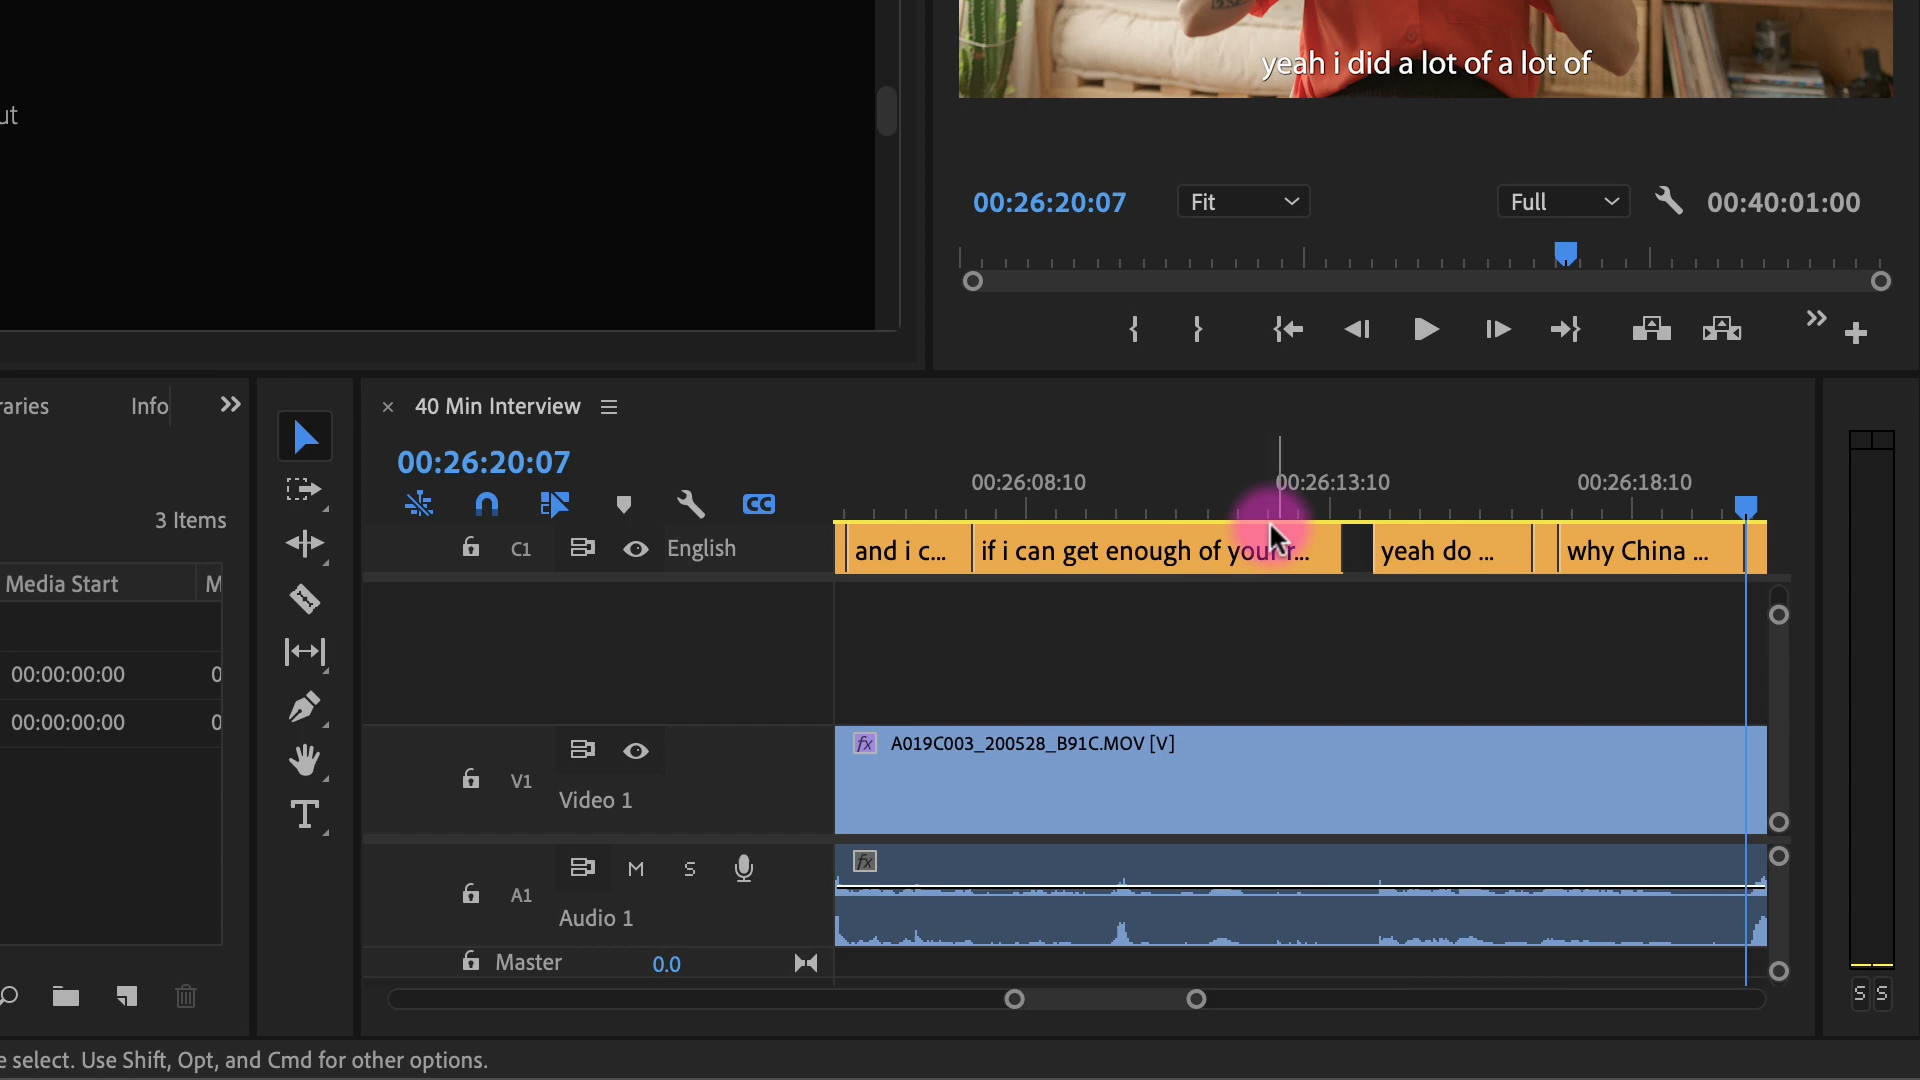 yeah i did a lot of a lot of
ut
00:26:20:07
Fit
Full
00:40:01:00
raries
Info
40 Min Interview
00:26:20:07
00:26:08:10
00:26:13:10
00:26:18:10
3 Items
CC
C1
English
and i c...
if i can get enough of your r...
yeah do ...
why China ...
Media Start
M
00:00:00:00
0
00:00:00:00
0
fx
A019C003_200528_B91C.MOV [V]
V1
Video 1
T
fx
M
S
A1
Audio 1
Master
0.0
S
S
e select. Use Shift, Opt, and Cmd for other options.